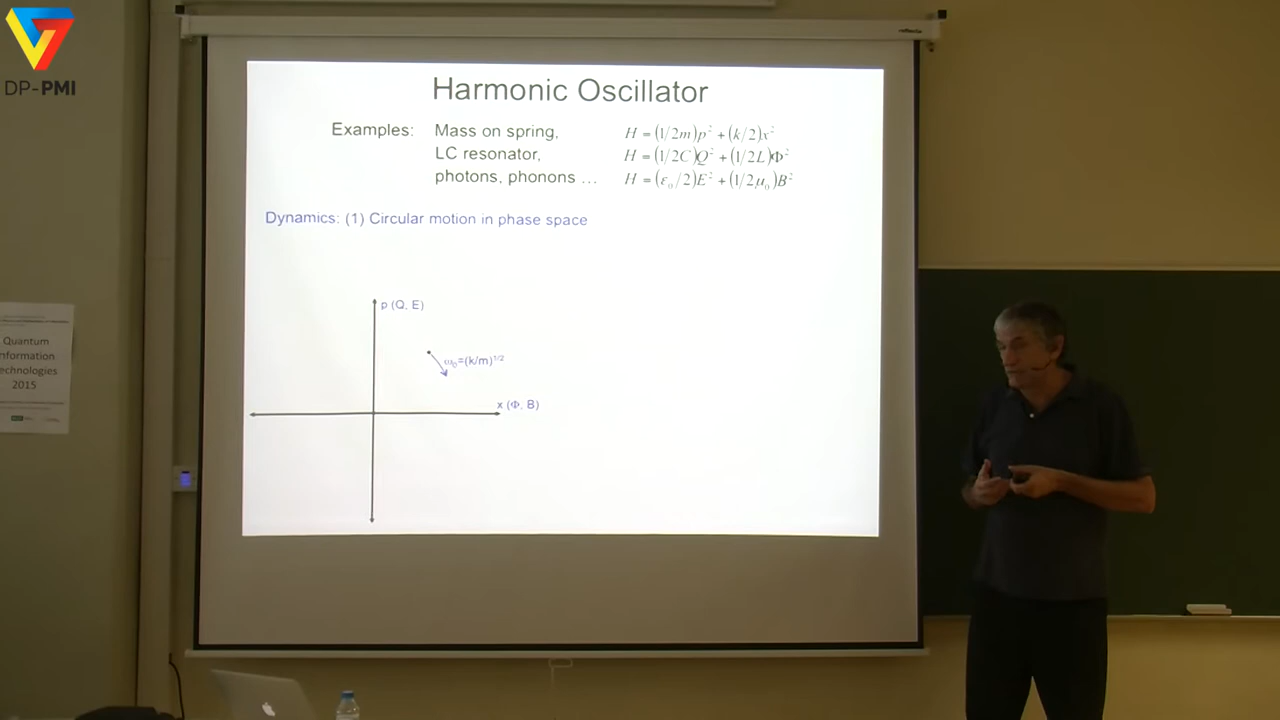 DP-PMI
Harmonic Oscillator
Examples: Mass on spring, H = (1/2m)p² + (k/2)x²
LC resonator, H = (1/2C)Q² + (1/2L)Φ²
photons, phonons ... H = (ε₀/2)E² + (1/2μ₀)B²
Dynamics: (1) Circular motion in phase space
p (Q, E)
ω₀=(k/m)^1/2
x (Φ, B)
Quantum
Information
Technologies
2015